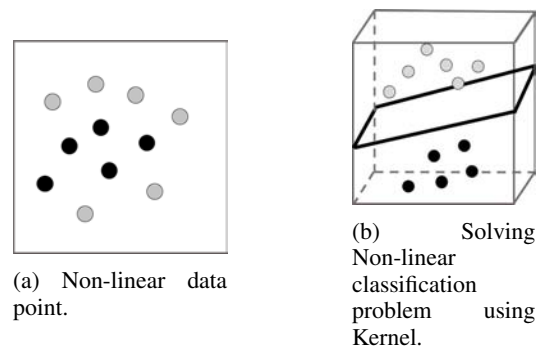 (a) Non-linear data
point.
(b) Solving
Non-linear
classification
problem using
Kernel.